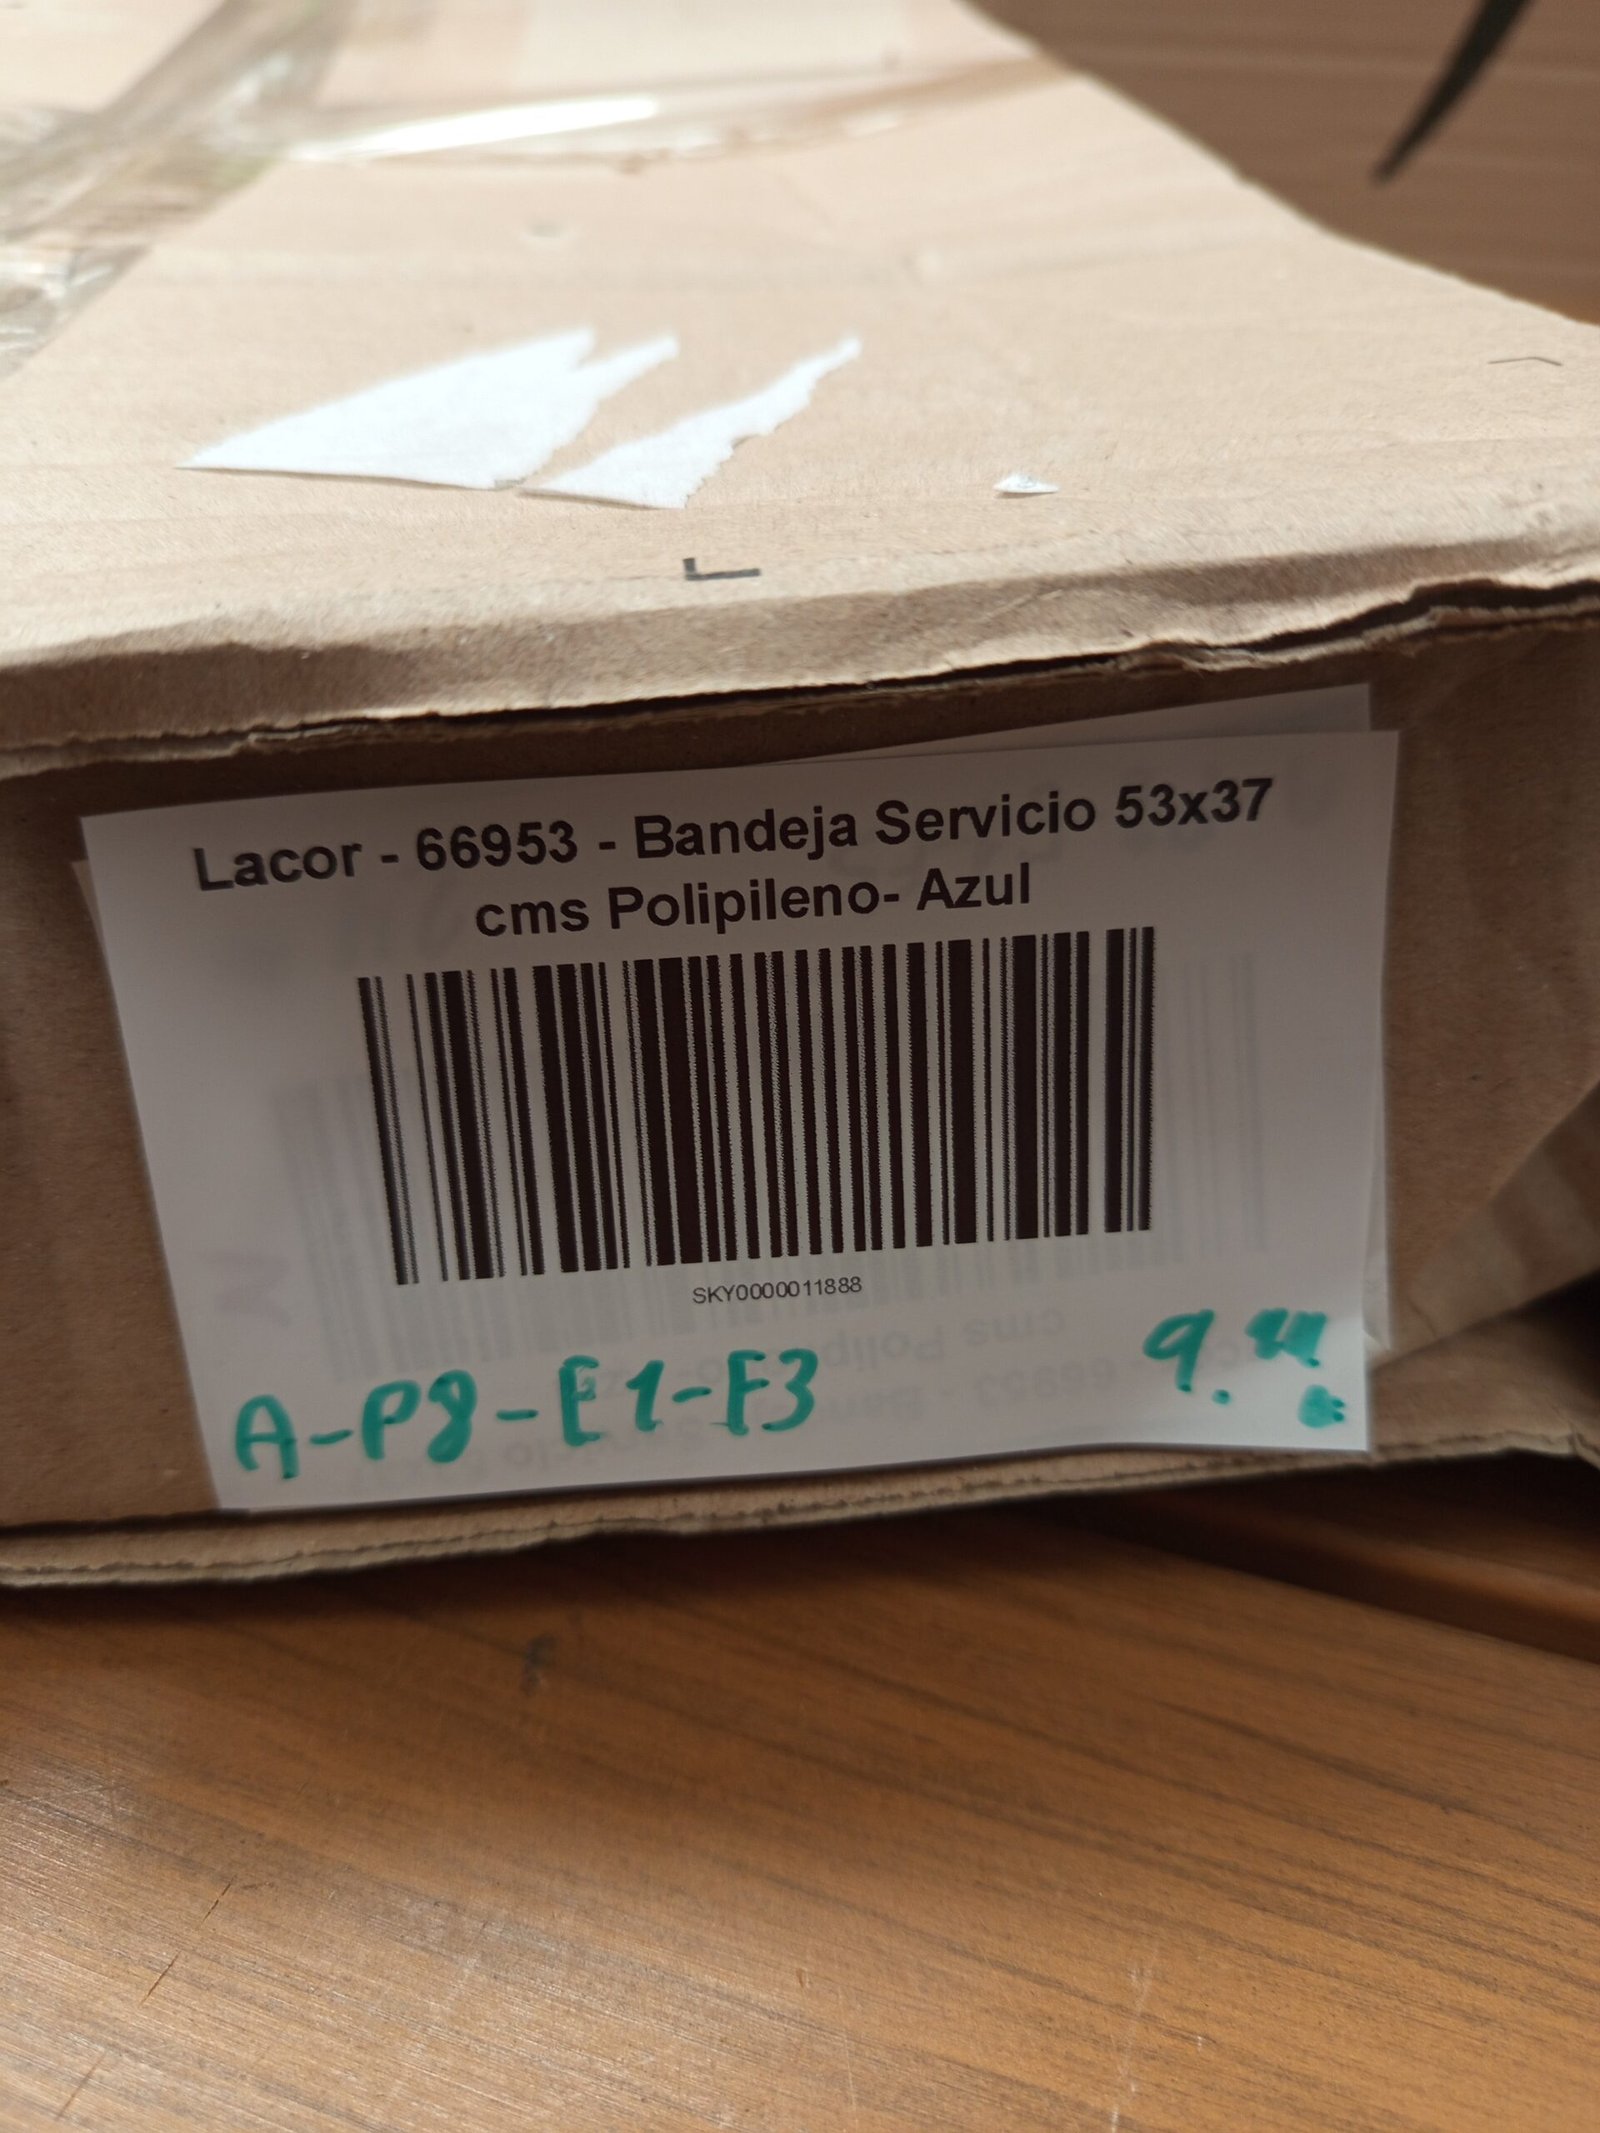 Lacor - 66953 - Bandeja Servicio 53x37
cms Polipileno- Azul
SKY0000011888
A-P8-E1-F3